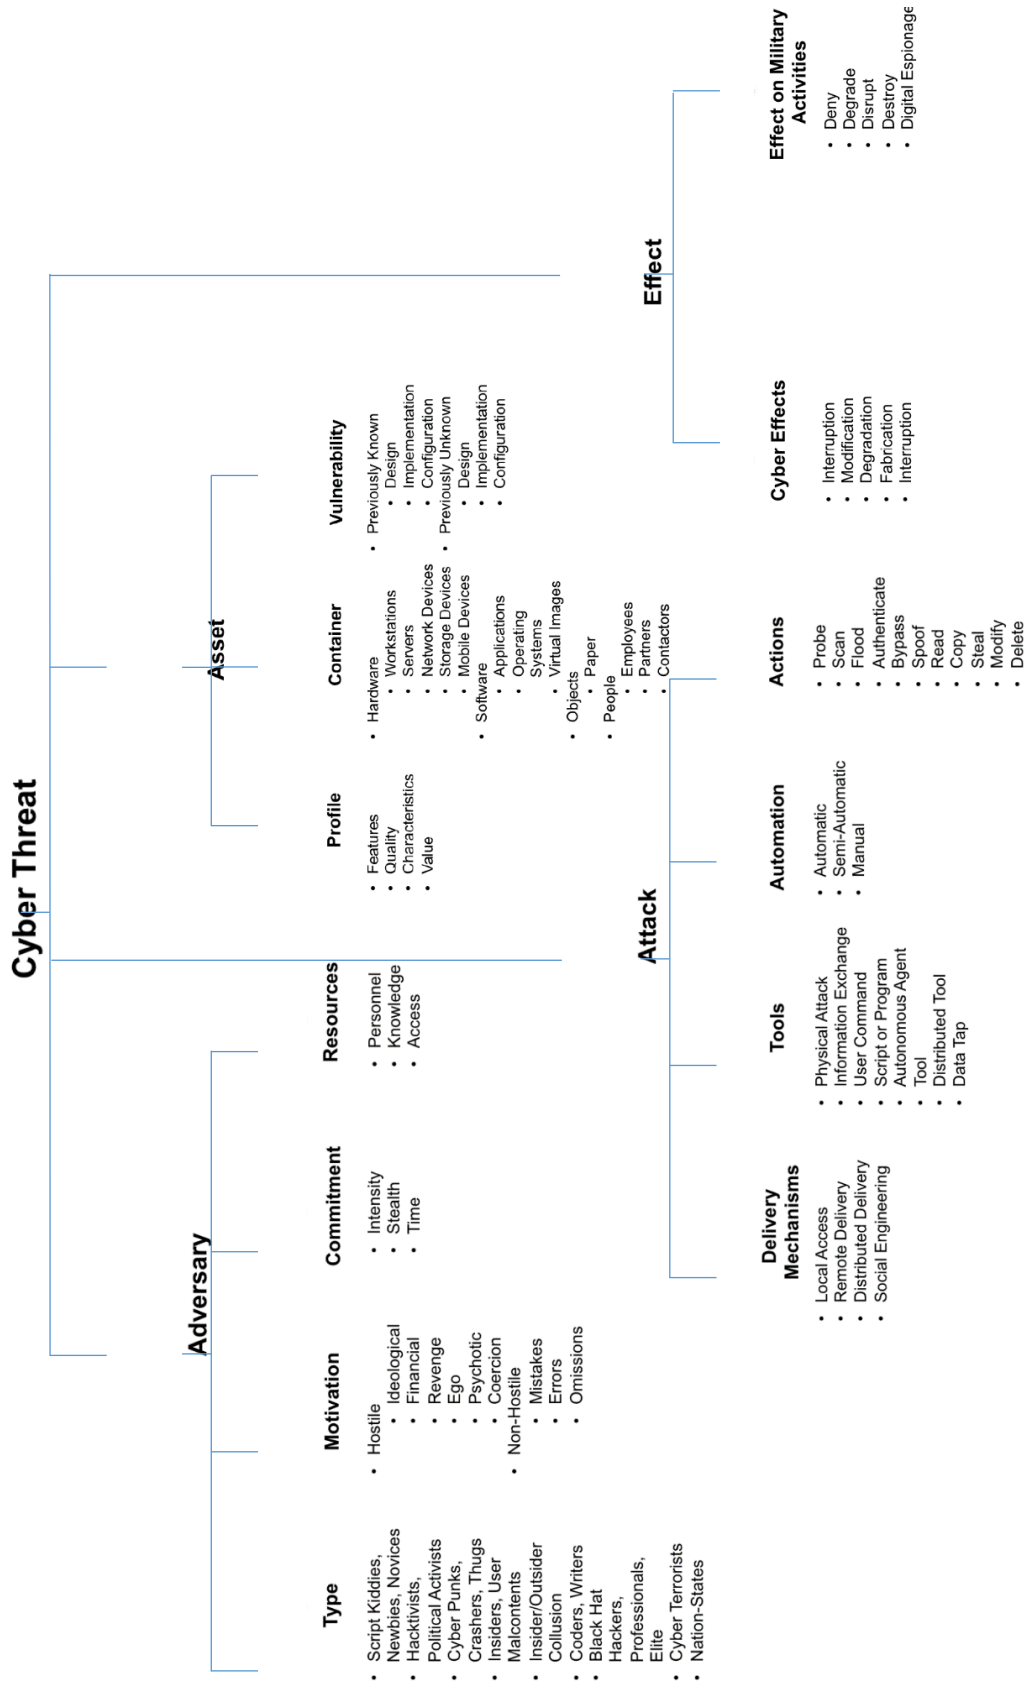 Cyber Threat
Adversary
Type
• Script Kiddies,
Newbies, Novices
• Hacktivists,
Political Activists
• Cyber Punks,
Crashers, Thugs
• Insiders, User
Malcontents
• Insider/Outsider
Collusion
• Coders, Writers
• Black Hat
Hackers,
Professionals,
Elite
• Cyber Terrorists
• Nation-States
Motivation
• Hostile
• Ideological
• Financial
• Revenge
• Ego
• Psychotic
• Coercion
• Non-Hostile
• Mistakes
• Errors
• Omissions
Commitment
• Intensity
• Stealth
• Time
Resources
• Personnel
• Knowledge
• Access
Asset
Profile
• Features
• Quality
• Characteristics
• Value
Container
• Hardware
• Workstations
• Servers
• Network Devices
• Storage Devices
• Mobile Devices
• Software
• Applications
• Operating
Systems
• Virtual Images
• Objects
• Paper
• People
• Employees
• Partners
• Contactors
Vulnerability
• Previously Known
• Design
• Implementation
• Configuration
• Previously Unknown
• Design
• Implementation
• Configuration
Attack
Delivery
Mechanisms
• Local Access
• Remote Delivery
• Distributed Delivery
• Social Engineering
Tools
• Physical Attack
• Information Exchange
• User Command
• Script or Program
• Autonomous Agent
• Tool
• Distributed Tool
• Data Tap
Automation
• Automatic
• Semi-Automatic
• Manual
Actions
• Probe
• Scan
• Flood
• Authenticate
• Bypass
• Spoof
• Read
• Copy
• Steal
• Modify
• Delete
Effect
Cyber Effects
• Interruption
• Modification
• Degradation
• Fabrication
• Interruption
Effect on Military
Activities
• Deny
• Degrade
• Disrupt
• Destroy
• Digital Espionage